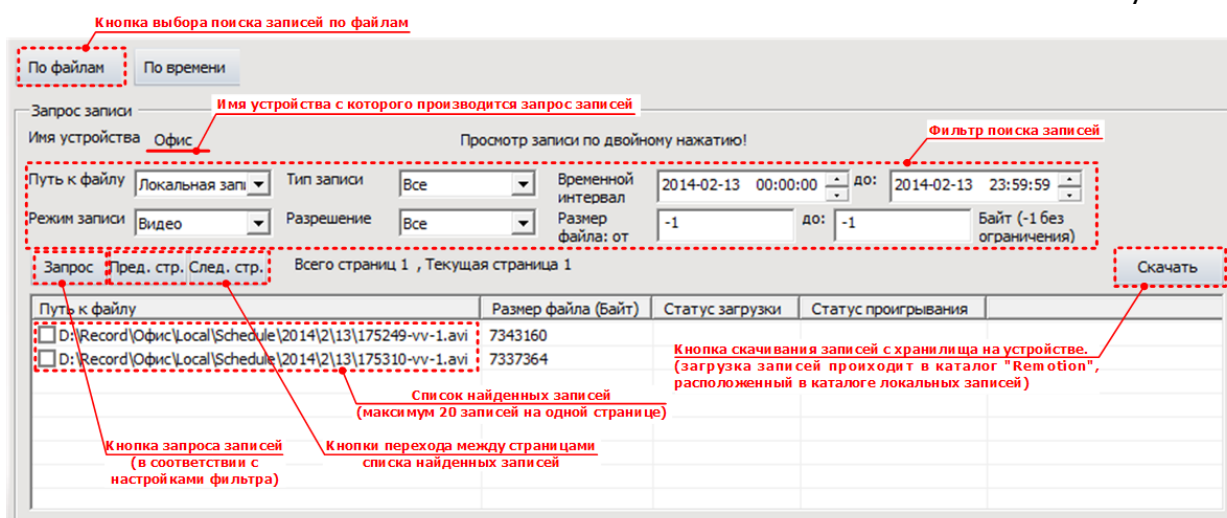 Кнопка выбора поиска записей по файлам
По файлам По времени
Запрос записи
Имя устройства с которого производится запрос записей
Имя устройства Офис Просмотр записи по двойному нажатию!
Фильтр поиска записей
Путь к файлу Локальная запи Тип записи Все Временной интервал 2014-02-13 00:00:00 до: 2014-02-13 23:59:59
Режим записи Видео Разрешение Все Размер файла: от -1 до: -1 Байт (-1 без ограничения)
Запрос Пред. стр. След. стр. Всего страниц 1 , Текущая страница 1 Скачать
Путь к файлу Размер файла (Байт) Статус загрузки Статус проигрывания
D:\Record\Офис\Local\Schedule\2014\2\13\175249-vv-1.avi 7343160
D:\Record\Офис\Local\Schedule\2014\2\13\175310-vv-1.avi 7337364
Кнопка скачивания записей с хранилища на устройстве.
(загрузка записей проиходит в каталог "Remotion",
расположенный в каталоге локальных записей)
Список найденных записей
(максимум 20 записей на одной странице)
Кнопка запроса записей
(в соответствии с
настройками фильтра)
Кнопки перехода между страницами
списка найденных записей